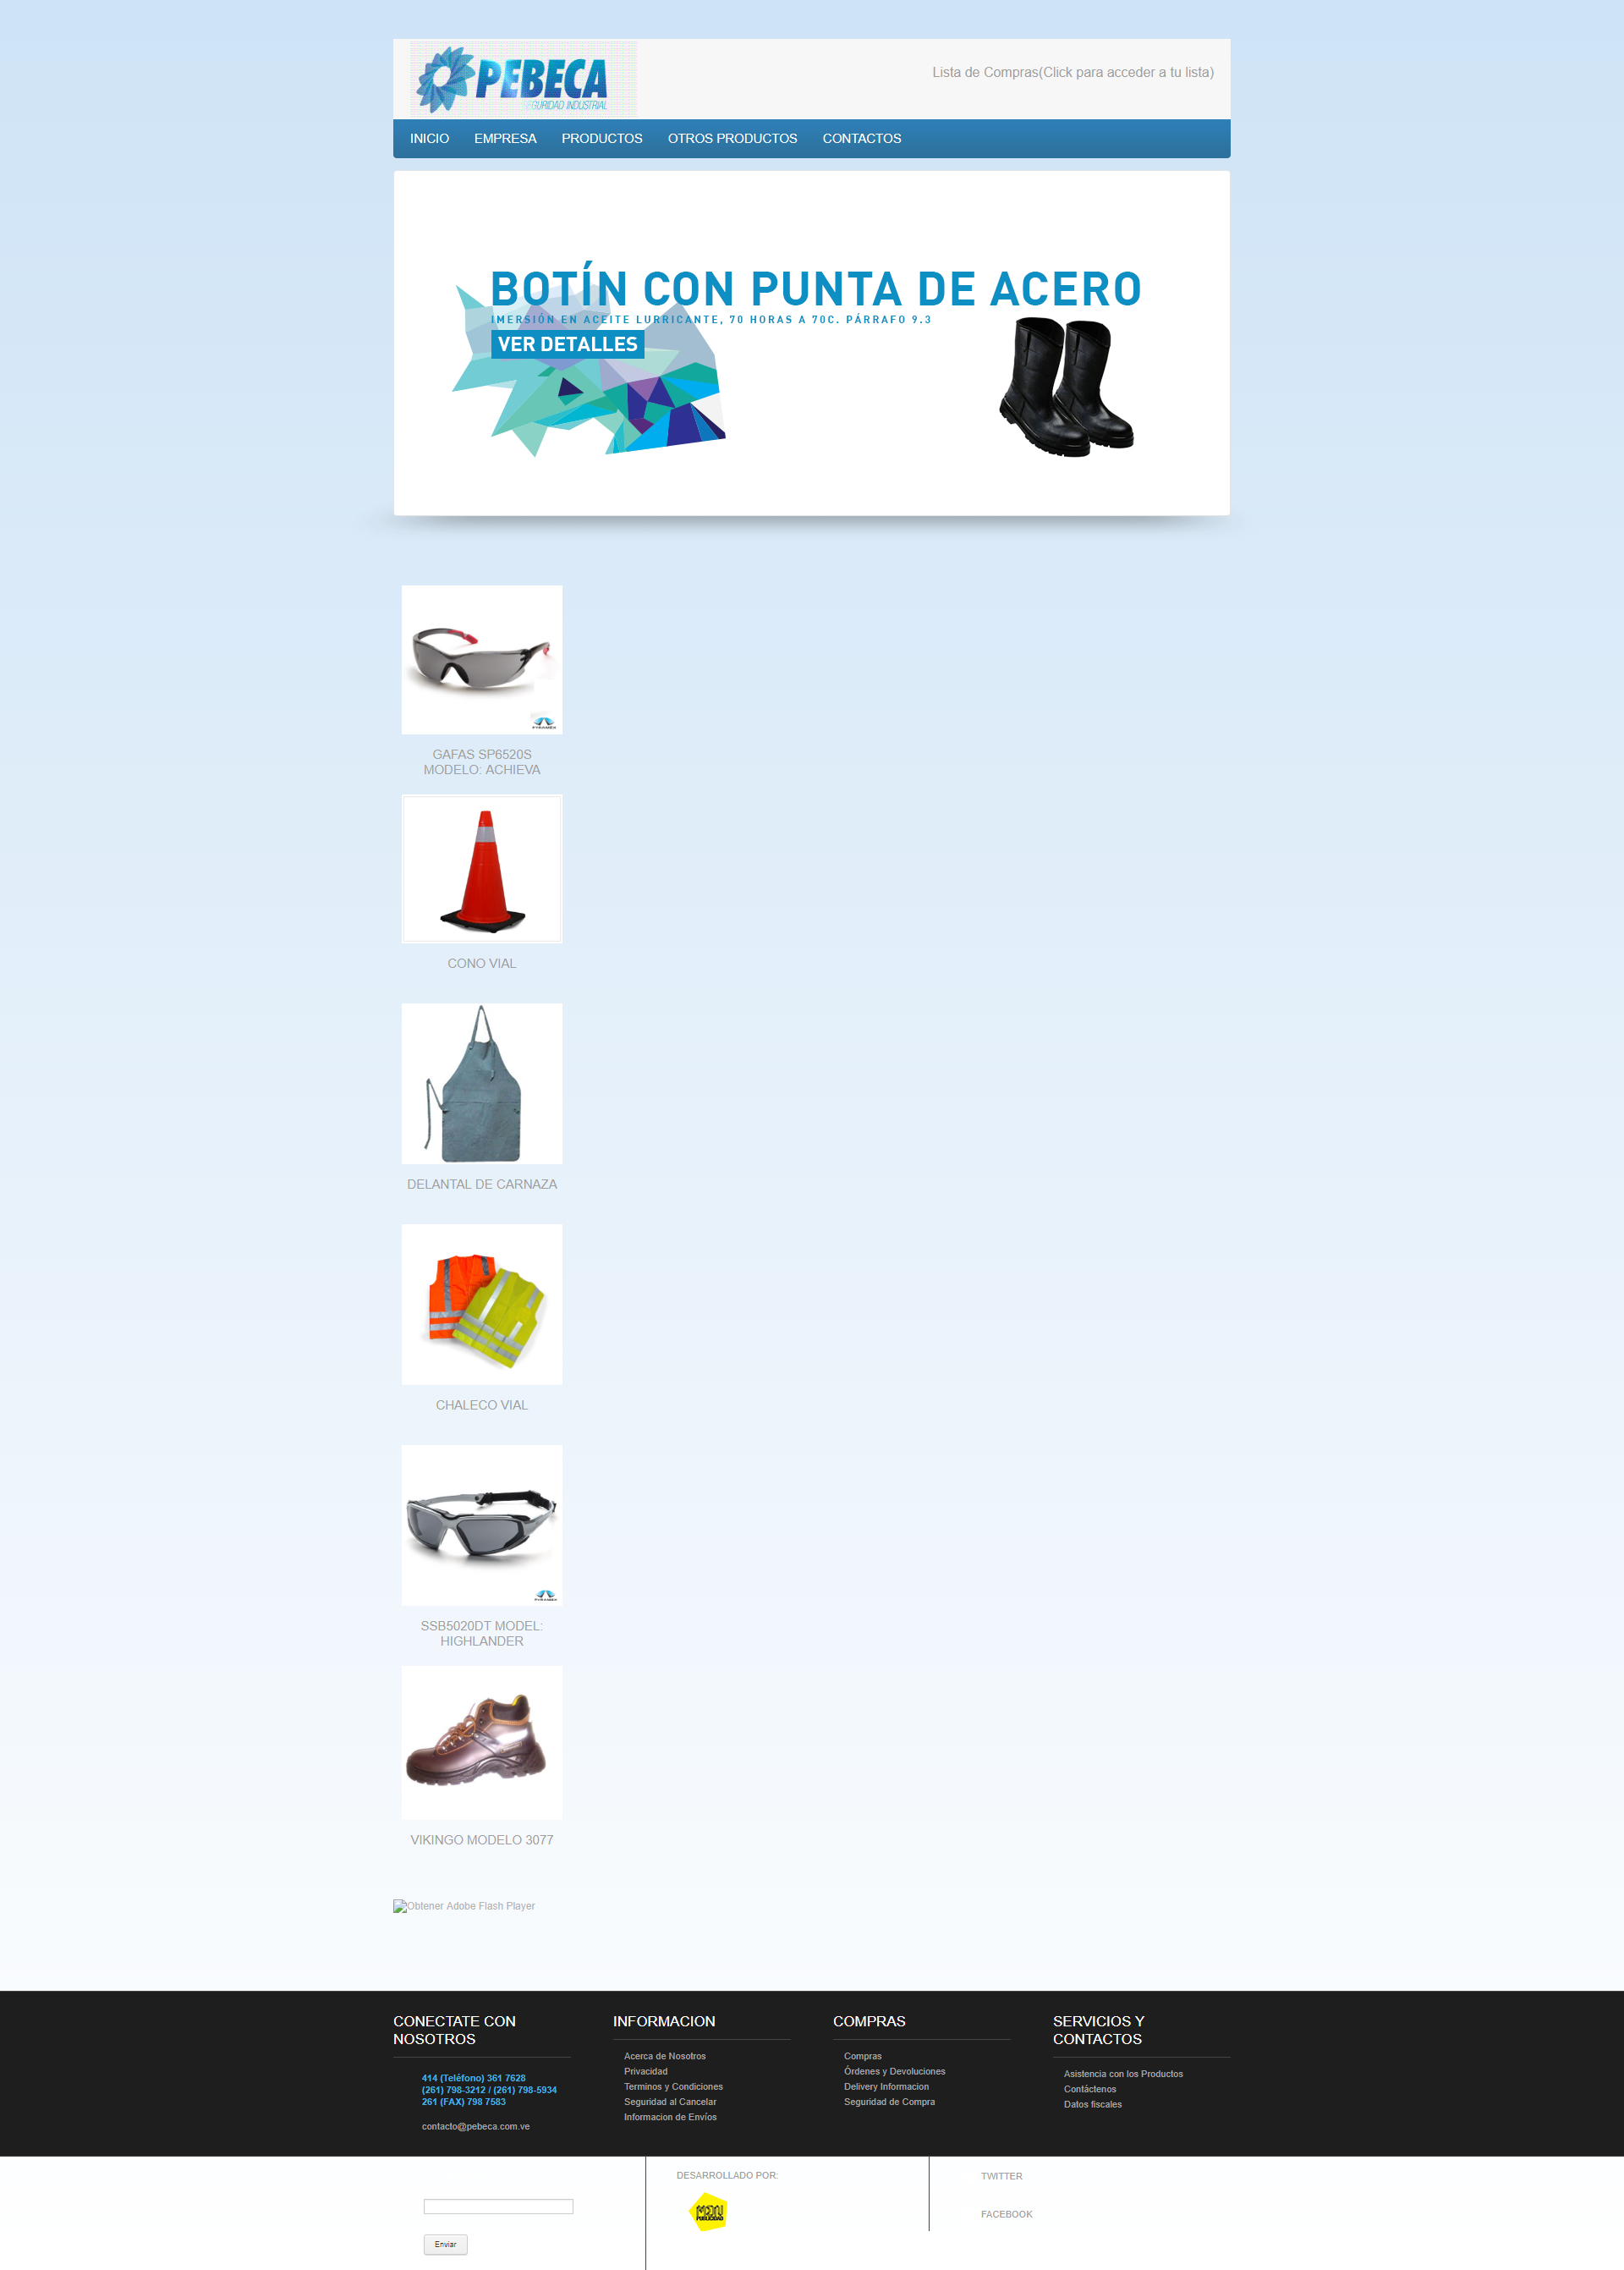 PEBECA
SEGURIDAD INDUSTRIAL
Lista de Compras(Click para acceder a tu lista)
INICIO EMPRESA PRODUCTOS OTROS PRODUCTOS CONTACTOS
BOTÍN CON PUNTA DE ACERO
IMERSIÓN EN ACEITE LURRICANTE, 70 HORAS A 70C. PÁRRAFO 9.3
VER DETALLES
PYRAMEX
GAFAS SP6520S
MODELO: ACHIEVA
CONO VIAL
DELANTAL DE CARNAZA
CHALECO VIAL
PYRAMEX
SSB5020DT MODEL:
HIGHLANDER
VIKINGO MODELO 3077
Obtener Adobe Flash Player
CONECTATE CON
NOSOTROS
414 (Teléfono) 361 7628
(261) 798-3212 / (261) 798-5934
261 (FAX) 798 7583
contacto@pebeca.com.ve
INFORMACION
Acerca de Nosotros
Privacidad
Terminos y Condiciones
Seguridad al Cancelar
Informacion de Envíos
COMPRAS
Compras
Órdenes y Devoluciones
Delivery Informacion
Seguridad de Compra
SERVICIOS Y
CONTACTOS
Asistencia con los Productos
Contáctenos
Datos fiscales
Enviar
DESARROLLADO POR:
PUBLICIDAD
TWITTER
FACEBOOK